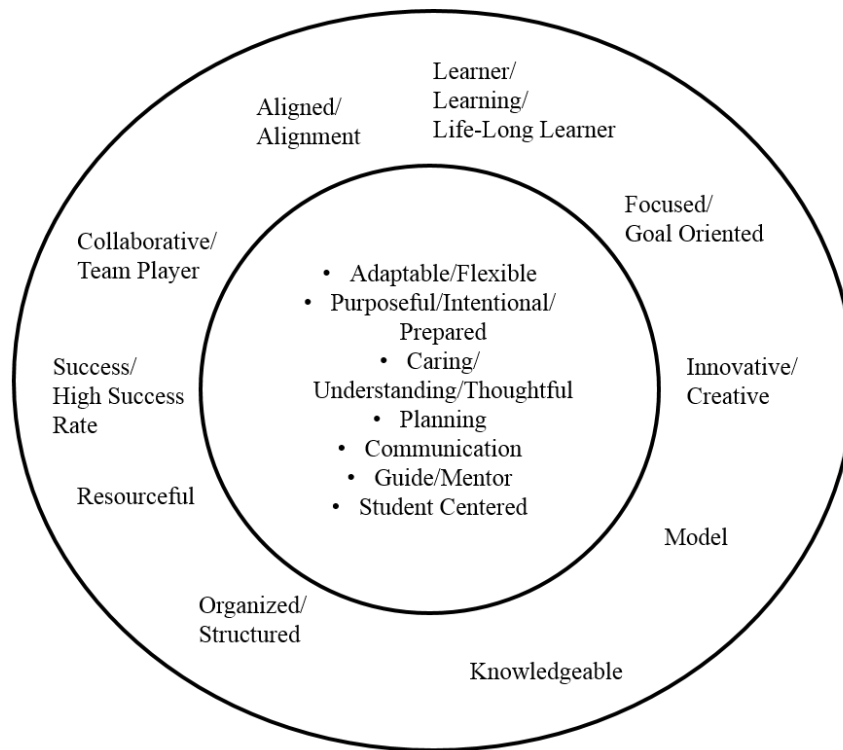 Learner/
Learning/
Life-Long Learner
Aligned/
Alignment
Focused/
Goal Oriented
Collaborative/
Team Player
• Adaptable/Flexible
• Purposeful/Intentional/
Prepared
• Caring/
Understanding/Thoughtful
• Planning
• Communication
• Guide/Mentor
• Student Centered
Success/
High Success
Rate
Innovative/
Creative
Resourceful
Model
Organized/
Structured
Knowledgeable